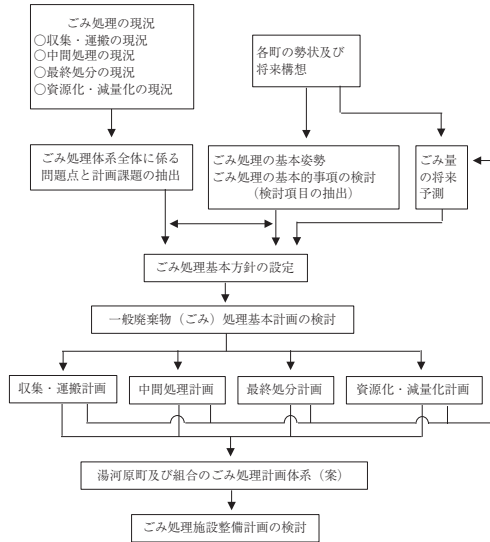 ごみ処理の現況
○収集・運搬の現況
○中間処理の現況
○最終処分の現況
○資源化・減量化の現況
各町の勢状及び
将来構想
ごみ処理体系全体に係る
問題点と計画課題の抽出
ごみ処理の基本姿勢
ごみ処理の基本的事項の検討
（検討項目の抽出）
ごみ量
の将来
予測
ごみ処理基本方針の設定
一般廃棄物（ごみ）処理基本計画の検討
収集・運搬計画
中間処理計画
最終処分計画
資源化・減量化計画
湯河原町及び組合のごみ処理計画体系（案）
ごみ処理施設整備計画の検討